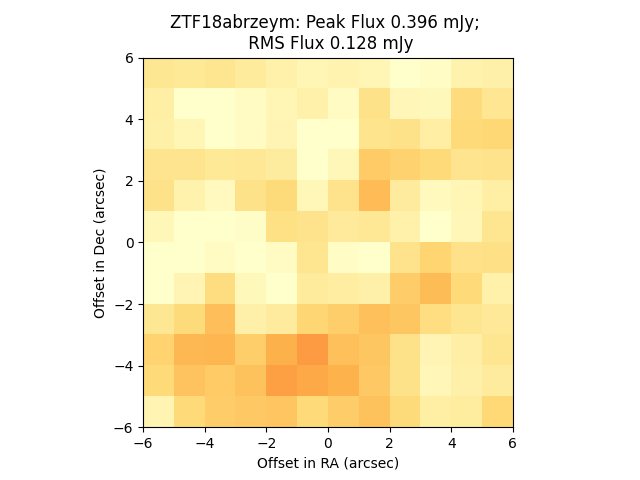 ZTF18abrzeym: Peak Flux 0.396 mJy;
RMS Flux 0.128 mJy
6
4
2
0
−2
−4
−6
Offset in Dec (arcsec)
−6 −4 −2 0 2 4 6
Offset in RA (arcsec)